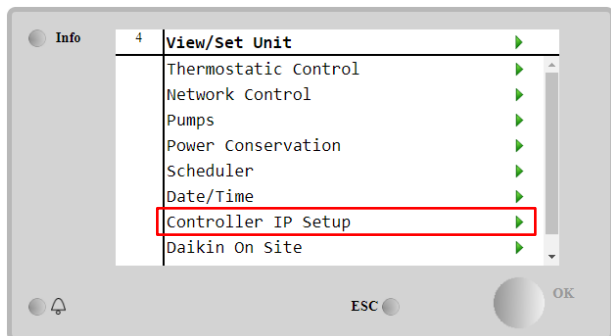 Info
4 View/Set Unit
Thermostatic Control
Network Control
Pumps
Power Conservation
Scheduler
Date/Time
Controller IP Setup
Daikin On Site
ESC
OK